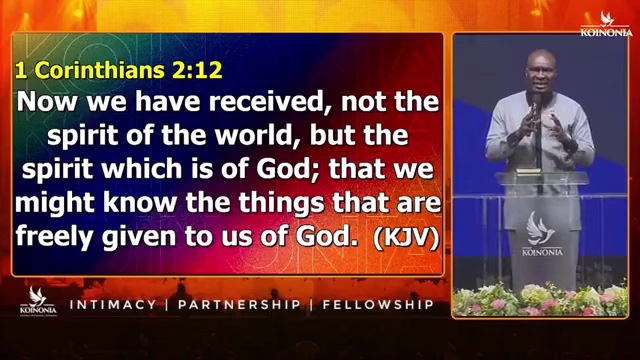 KOINONIA
1 Corinthians 2:12
Now we have received, not the
spirit of the world, but the
spirit which is of God; that we
might know the things that are
freely given to us of God. (KJV)
KOINONIA
KOINONIA
INTIMACY | PARTNERSHIP | FELLOWSHIP